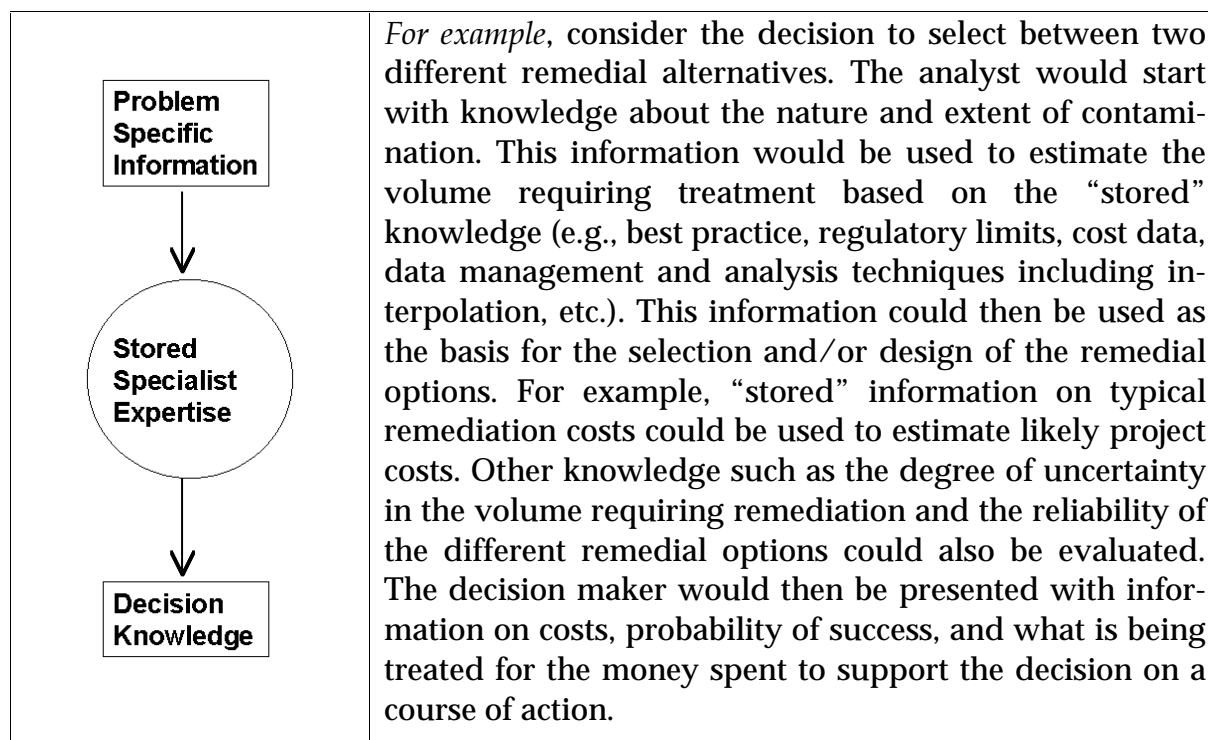 Problem
Specific
Information
Stored
Specialist
Expertise
Decision
Knowledge
For example, consider the decision to select between two
different remedial alternatives. The analyst would start
with knowledge about the nature and extent of contami-
nation. This information would be used to estimate the
volume requiring treatment based on the “stored”
knowledge (e.g., best practice, regulatory limits, cost data,
data management and analysis techniques including in-
terpolation, etc.). This information could then be used as
the basis for the selection and/or design of the remedial
options. For example, “stored” information on typical
remediation costs could be used to estimate likely project
costs. Other knowledge such as the degree of uncertainty
in the volume requiring remediation and the reliability of
the different remedial options could also be evaluated.
The decision maker would then be presented with infor-
mation on costs, probability of success, and what is being
treated for the money spent to support the decision on a
course of action.